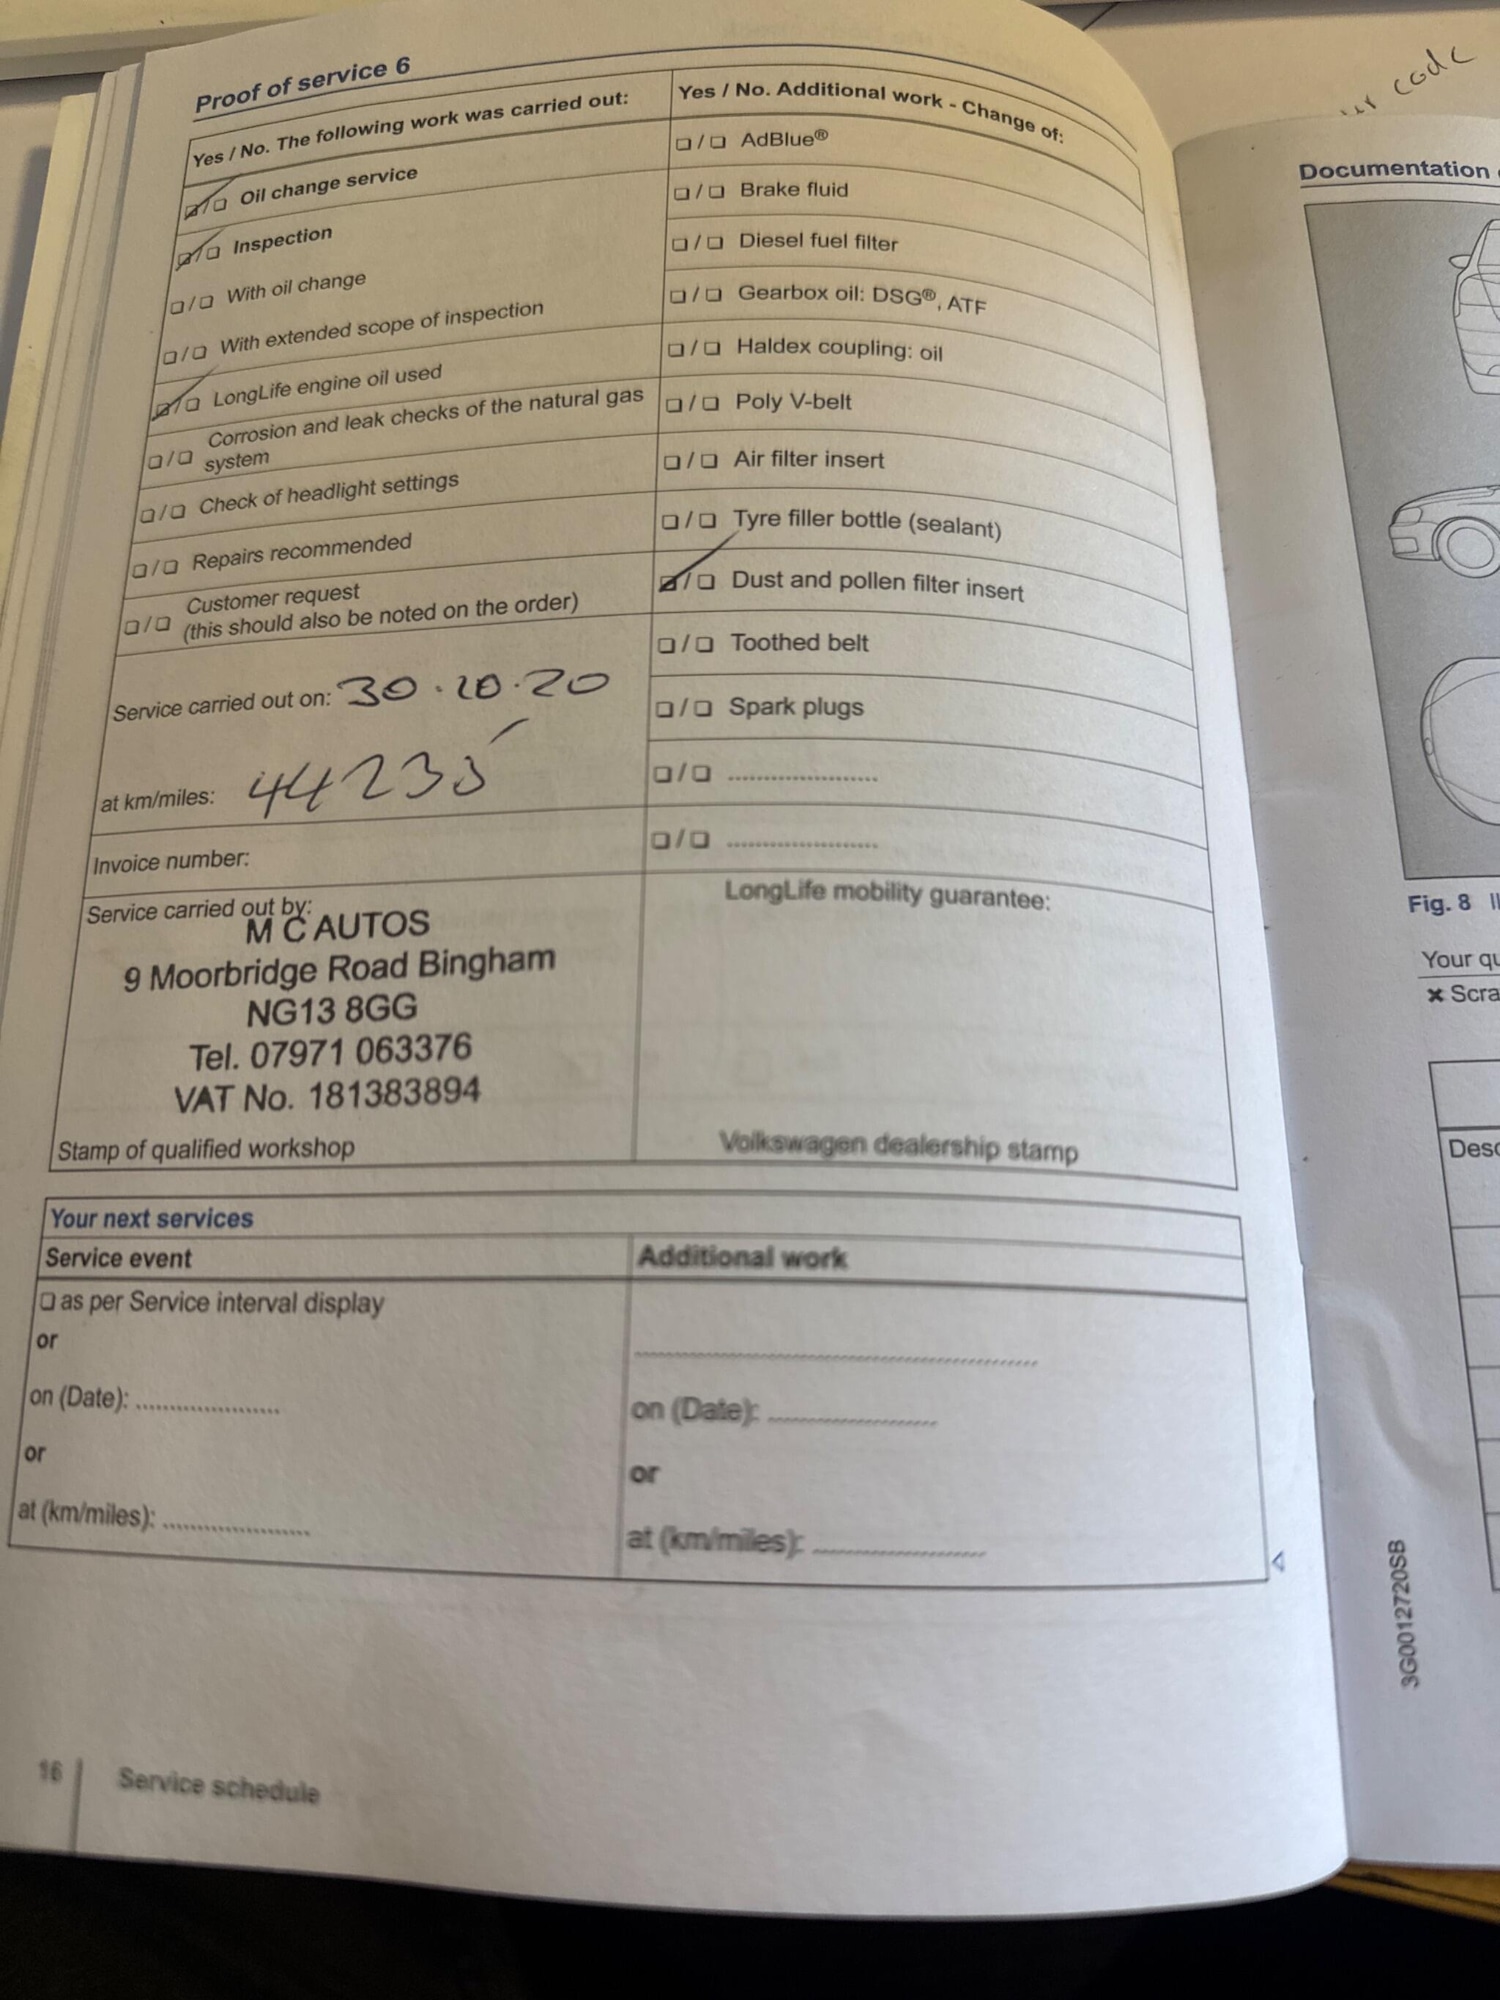 Proof of service 6
Yes / No. The following work was carried out:
❏ / ❏ Oil change service
❏ / ❏ Inspection
❏ / ❏ With oil change
❏ / ❏ With extended scope of inspection
❏ / ❏ LongLife engine oil used
❏ / ❏ Corrosion and leak checks of the natural gas
system
❏ / ❏ Check of headlight settings
❏ / ❏ Repairs recommended
❏ / ❏ Customer request
(this should also be noted on the order)
Service carried out on: 30.10.20
at km/miles: 44235
Invoice number:
Service carried out by:
M C AUTOS
9 Moorbridge Road Bingham
NG13 8GG
Tel. 07971 063376
VAT No. 181383894
Stamp of qualified workshop
Yes / No. Additional work - Change of:
❏ / ❏ AdBlue®
❏ / ❏ Brake fluid
❏ / ❏ Diesel fuel filter
❏ / ❏ Gearbox oil: DSG®, ATF
❏ / ❏ Haldex coupling: oil
❏ / ❏ Poly V-belt
❏ / ❏ Air filter insert
❏ / ❏ Tyre filler bottle (sealant)
❏ / ❏ Dust and pollen filter insert
❏ / ❏ Toothed belt
❏ / ❏ Spark plugs
❏ / ❏ ......................
❏ / ❏ ......................
LongLife mobility guarantee:
Volkswagen dealership stamp
Your next services
Service event
❏ as per Service interval display
or
on (Date): .....................
or
at (km/miles): .....................
Additional work
..........................................................
on (Date): ........................
or
at (km/miles): ........................
16 Service schedule
code
Documentation
Fig. 8
Your
✖
3G0012720SB